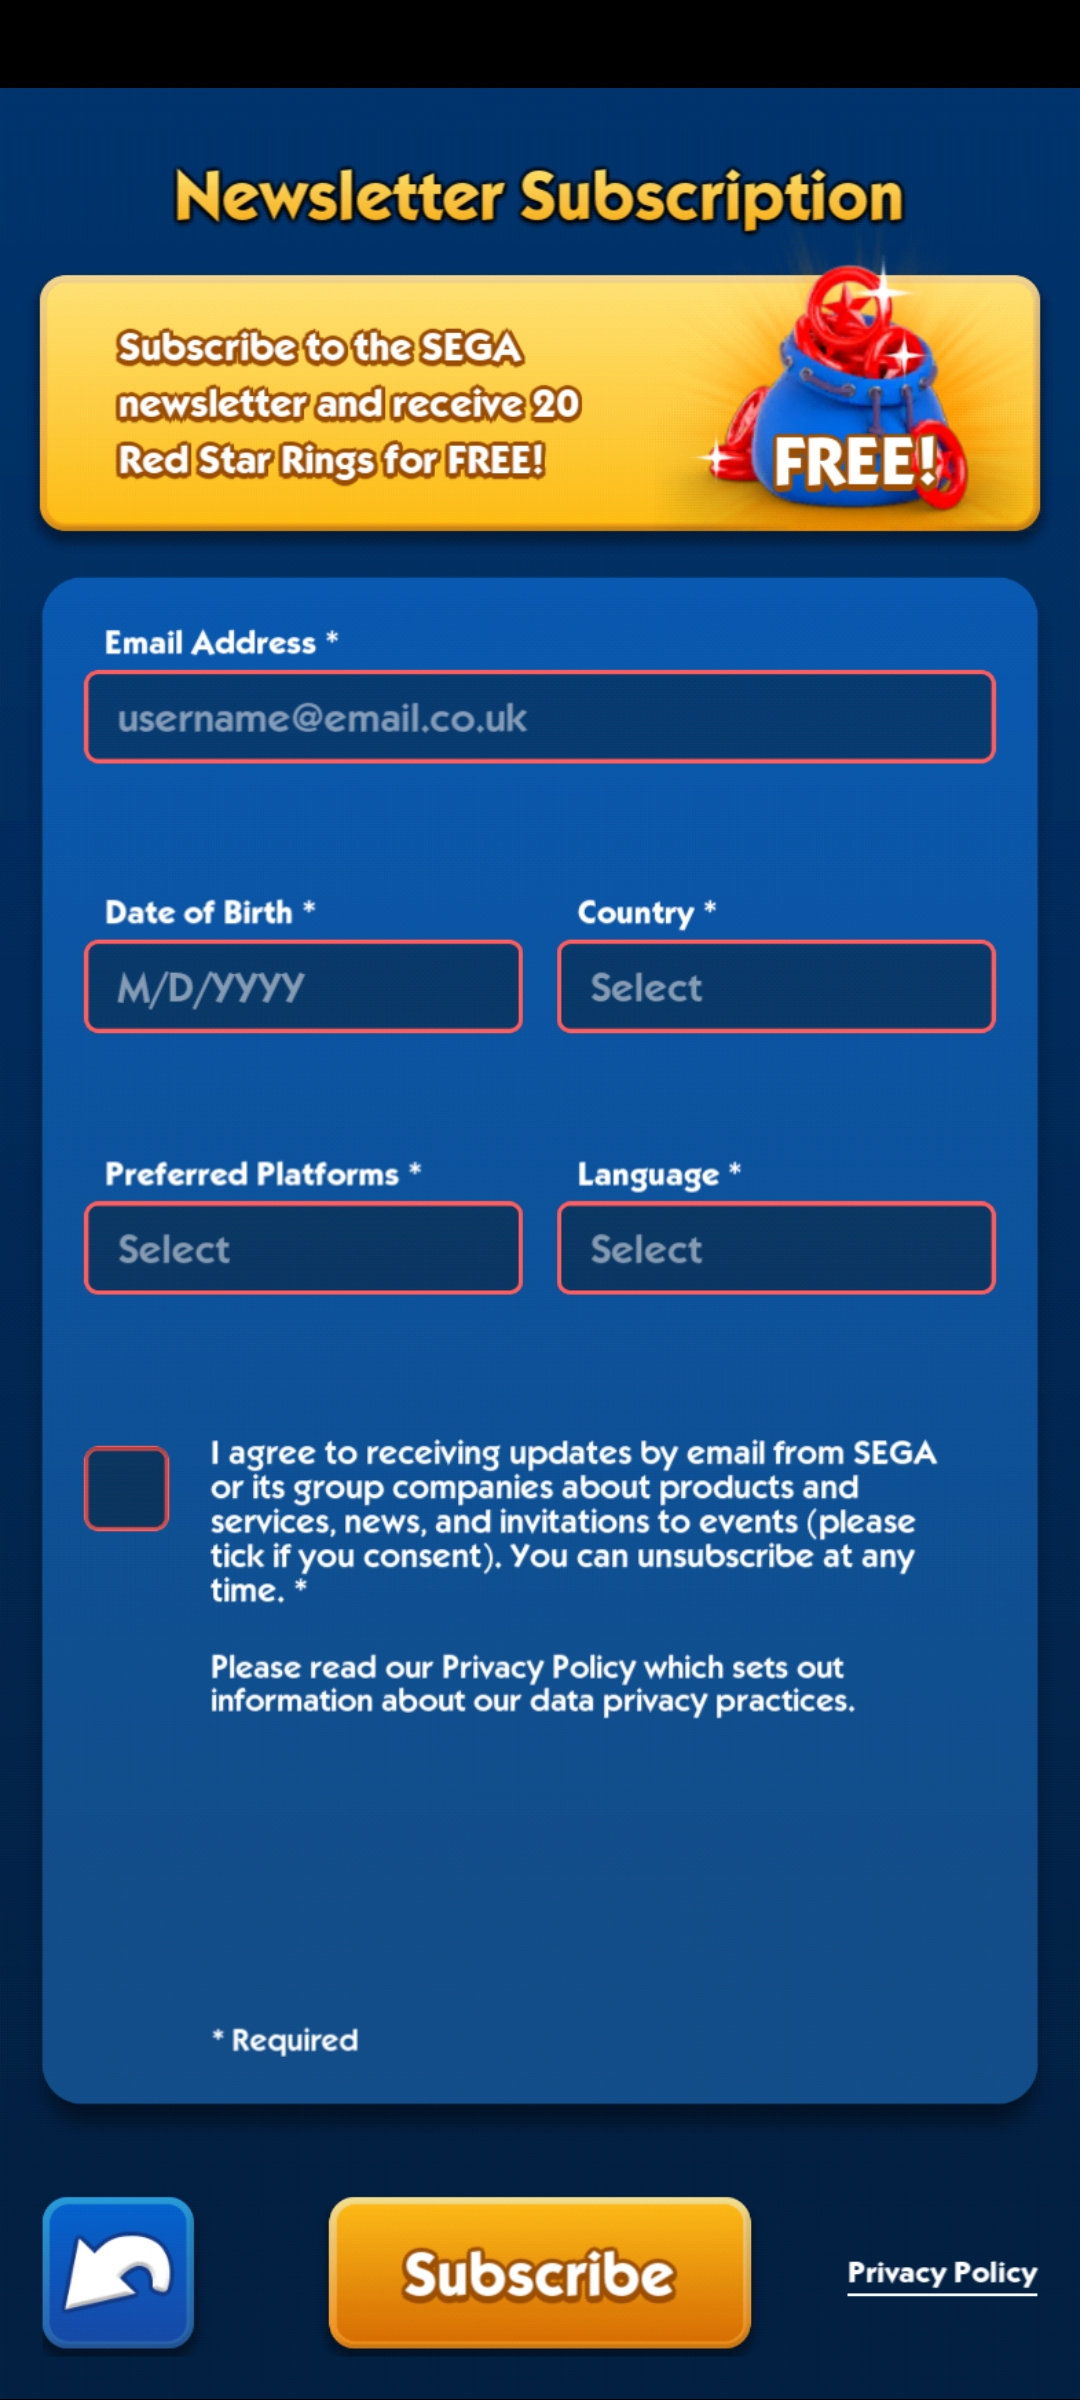 Newsletter Subscription
Subscribe to the SEGA
newsletter and receive 20
Red Star Rings for FREE!
FREE!
Email Address *
username@email.co.uk
Date of Birth *
Country *
M/D/YYYY
Select
Preferred Platforms *
Language *
Select
Select
I agree to receiving updates by email from SEGA
or its group companies about products and
services, news, and invitations to events (please
tick if you consent). You can unsubscribe at any
time. *
Please read our Privacy Policy which sets out
information about our data privacy practices.
* Required
Subscribe
Privacy Policy